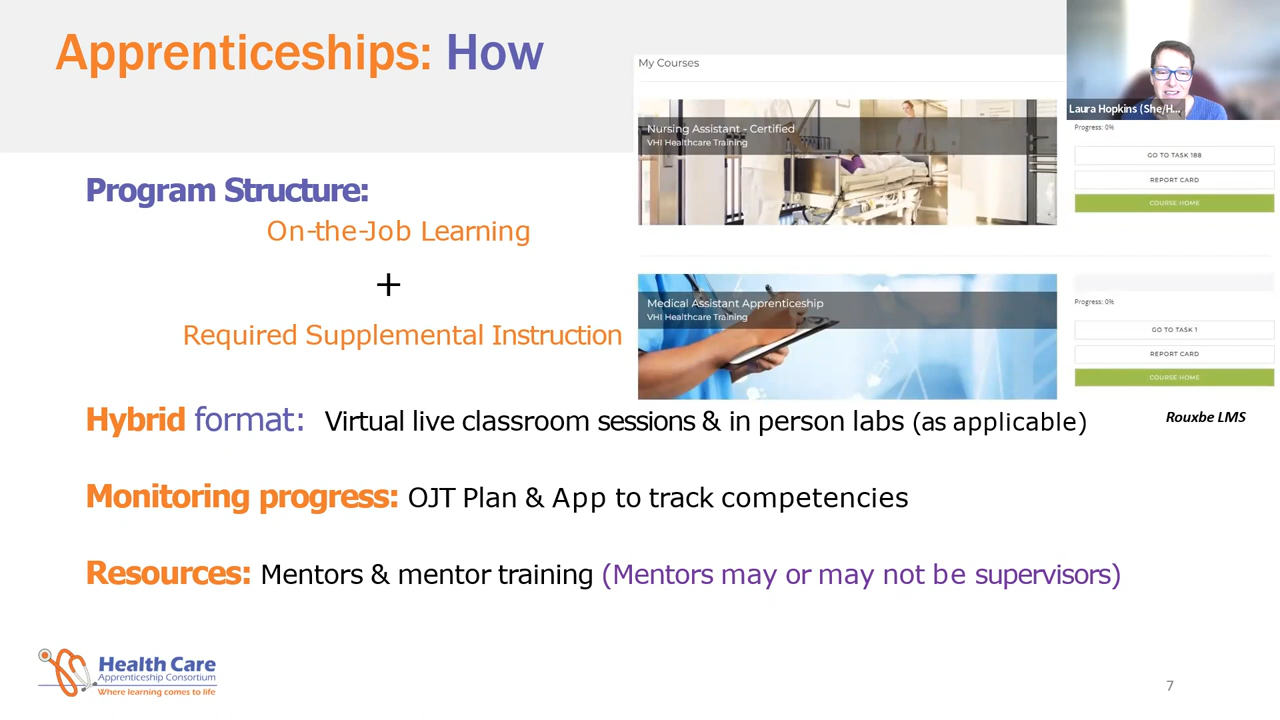 Apprenticeships: How
My Courses
Laura Hopkins (She/H...
Nursing Assistant - Certified
VHI Healthcare Training
Progress: 0%
GO TO TASK 188
REPORT CARD
COURSE HOME
Program Structure:
On-the-Job Learning
+
Required Supplemental Instruction
Medical Assistant Apprenticeship
VHI Healthcare Training
Progress: 0%
GO TO TASK 1
REPORT CARD
COURSE HOME
Rouxbe LMS
Hybrid format: Virtual live classroom sessions & in person labs (as applicable)
Monitoring progress: OJT Plan & App to track competencies
Resources: Mentors & mentor training (Mentors may or may not be supervisors)
Health Care
Apprenticeship Consortium
Where learning comes to life
7